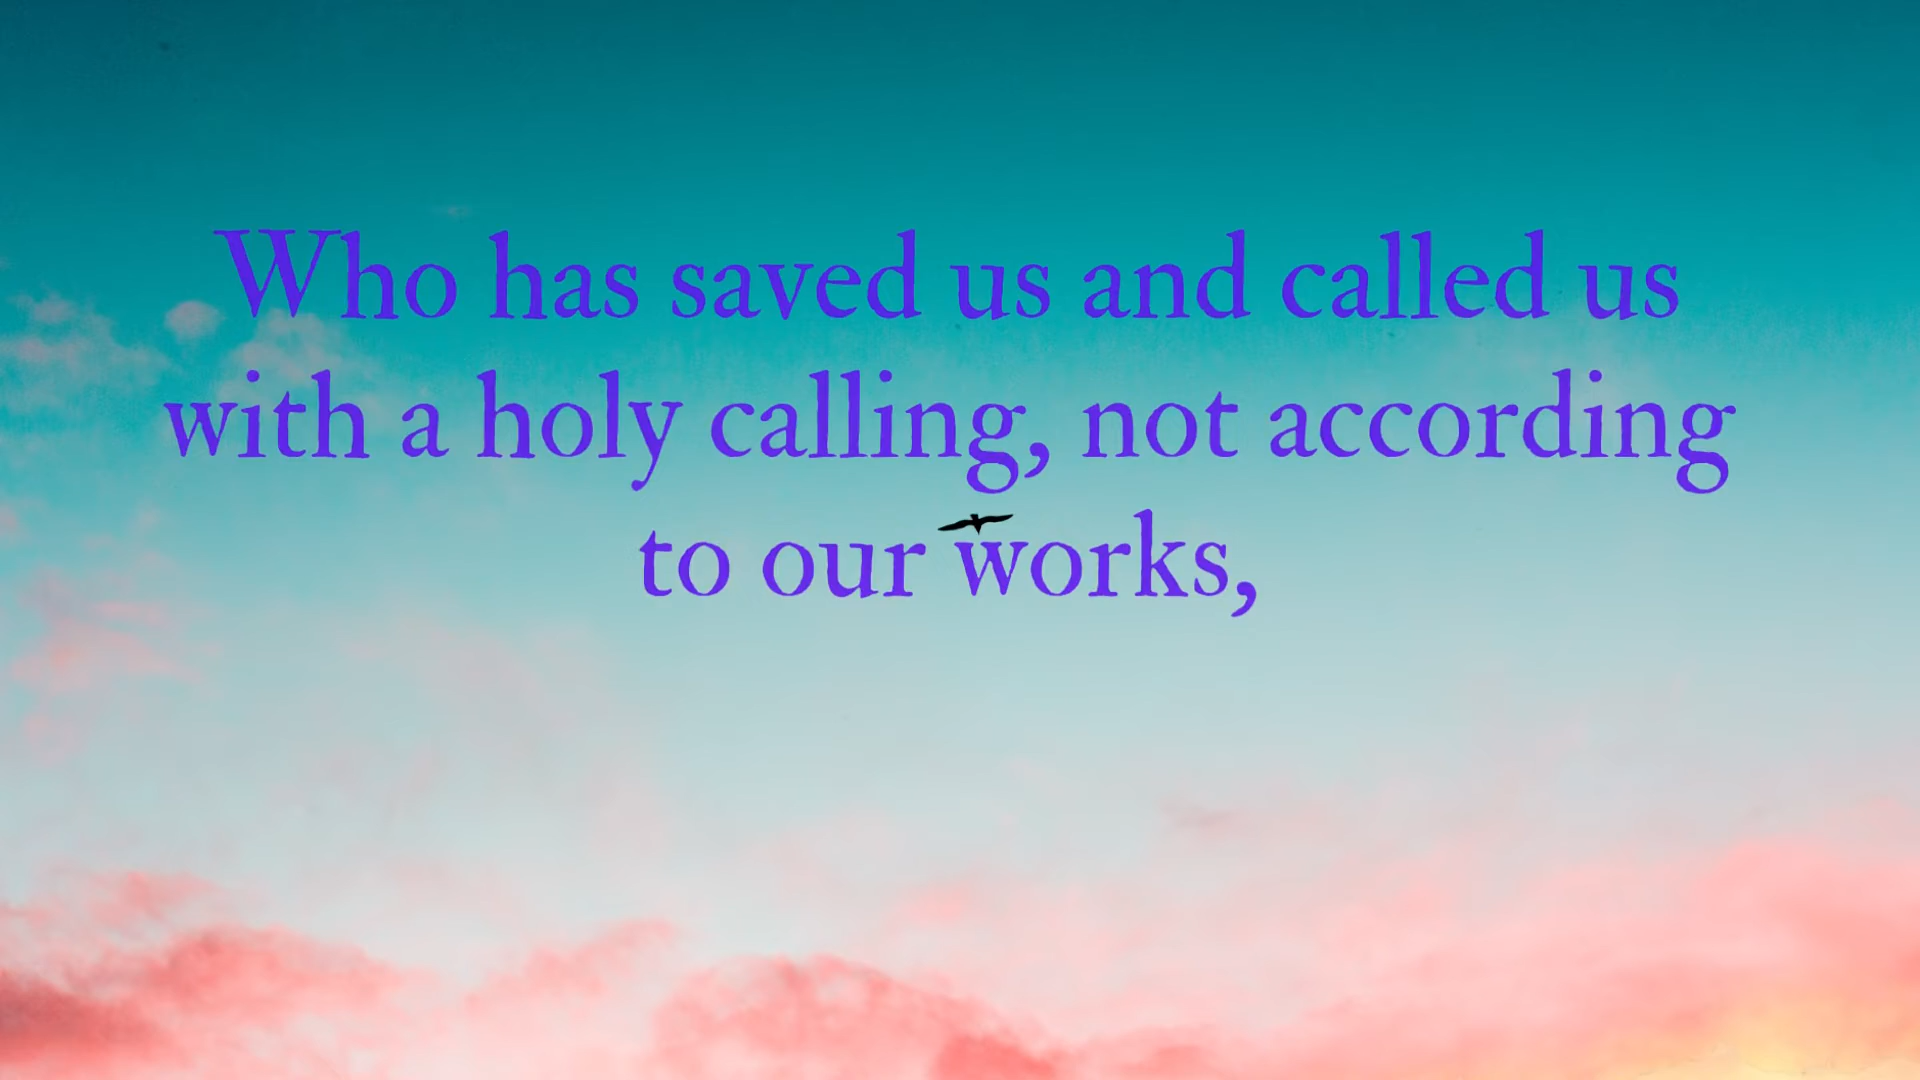 Who has saved us and called us
with a holy calling, not according
to our works,